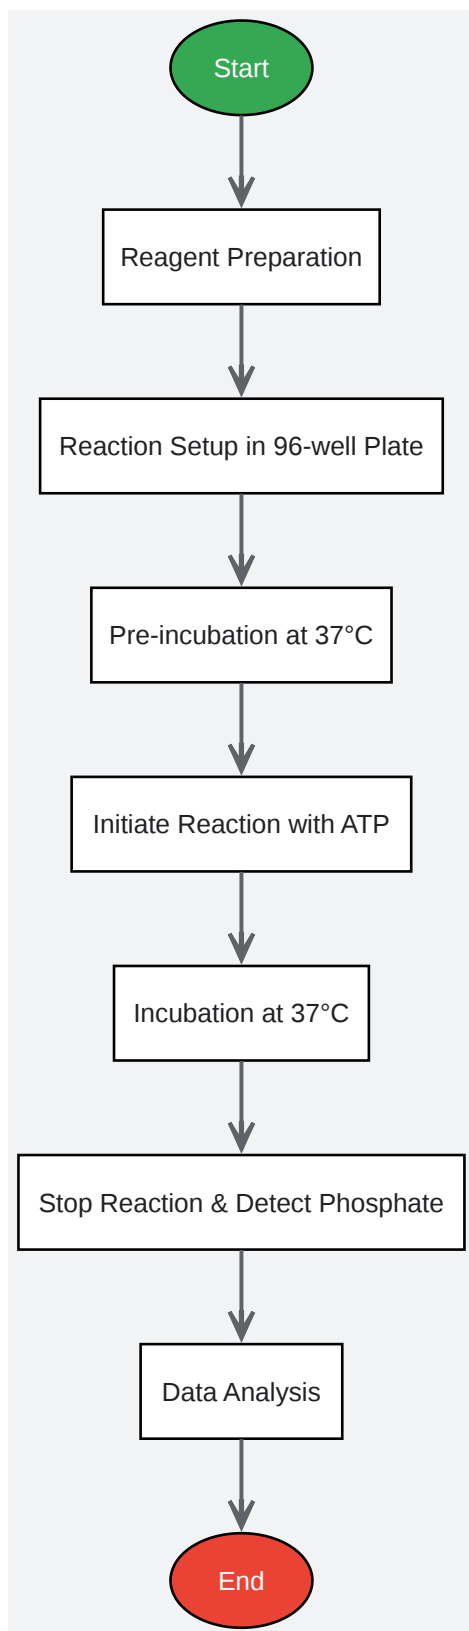 Start
Reagent Preparation
Reaction Setup in 96-well Plate
Pre-incubation at 37°C
Initiate Reaction with ATP
Incubation at 37°C
Stop Reaction & Detect Phosphate
Data Analysis
End